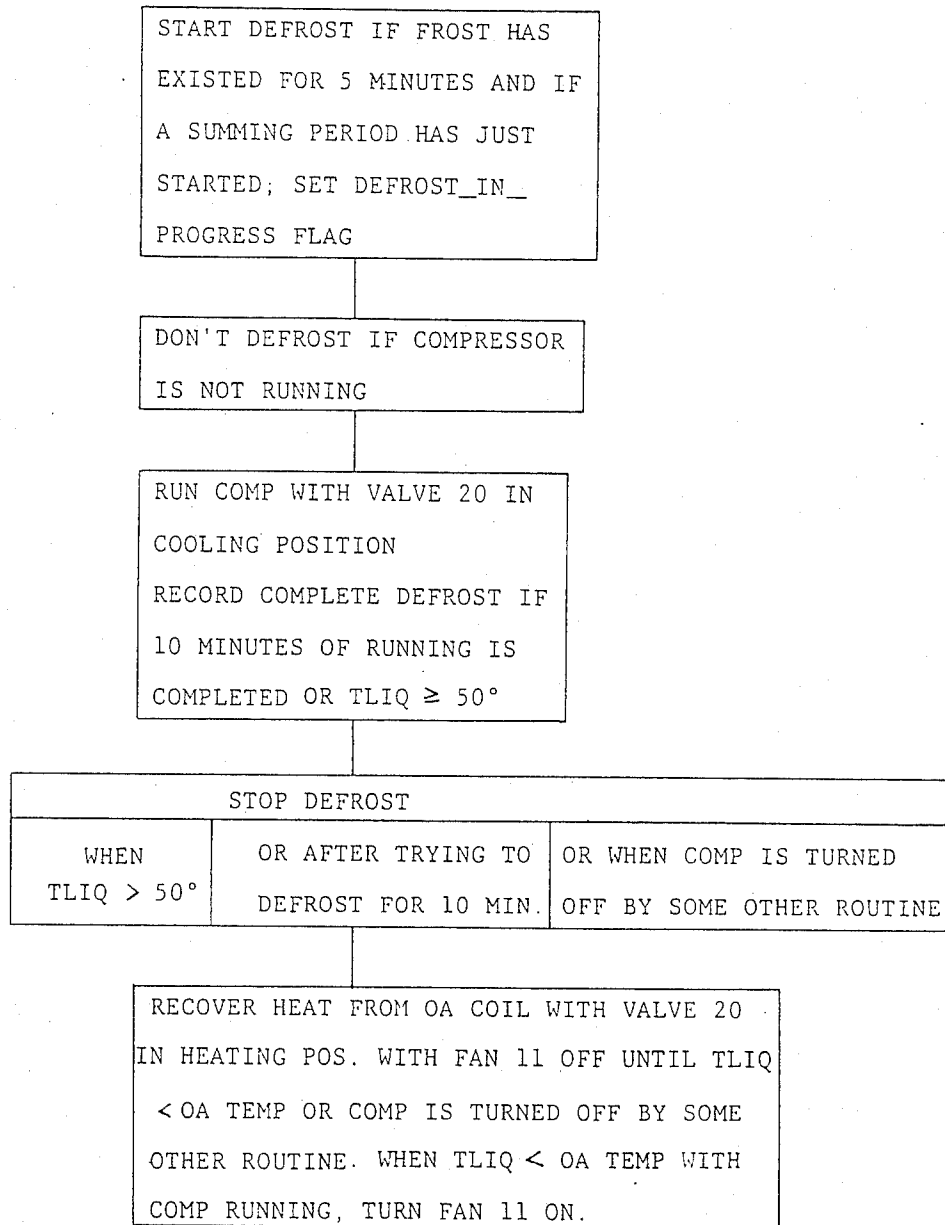 START DEFROST IF FROST HAS
EXISTED FOR 5 MINUTES AND IF
A SUMMING PERIOD HAS JUST
STARTED; SET DEFROST_IN_
PROGRESS FLAG
DON'T DEFROST IF COMPRESSOR
IS NOT RUNNING
RUN COMP WITH VALVE 20 IN
COOLING POSITION
RECORD COMPLETE DEFROST IF
10 MINUTES OF RUNNING IS
COMPLETED OR TLIQ ≥ 50°
STOP DEFROST
WHEN
TLIQ > 50°
OR AFTER TRYING TO
DEFROST FOR 10 MIN.
OR WHEN COMP IS TURNED
OFF BY SOME OTHER ROUTINE
RECOVER HEAT FROM OA COIL WITH VALVE 20
IN HEATING POS. WITH FAN 11 OFF UNTIL TLIQ
< OA TEMP OR COMP IS TURNED OFF BY SOME
OTHER ROUTINE. WHEN TLIQ < OA TEMP WITH
COMP RUNNING, TURN FAN 11 ON.